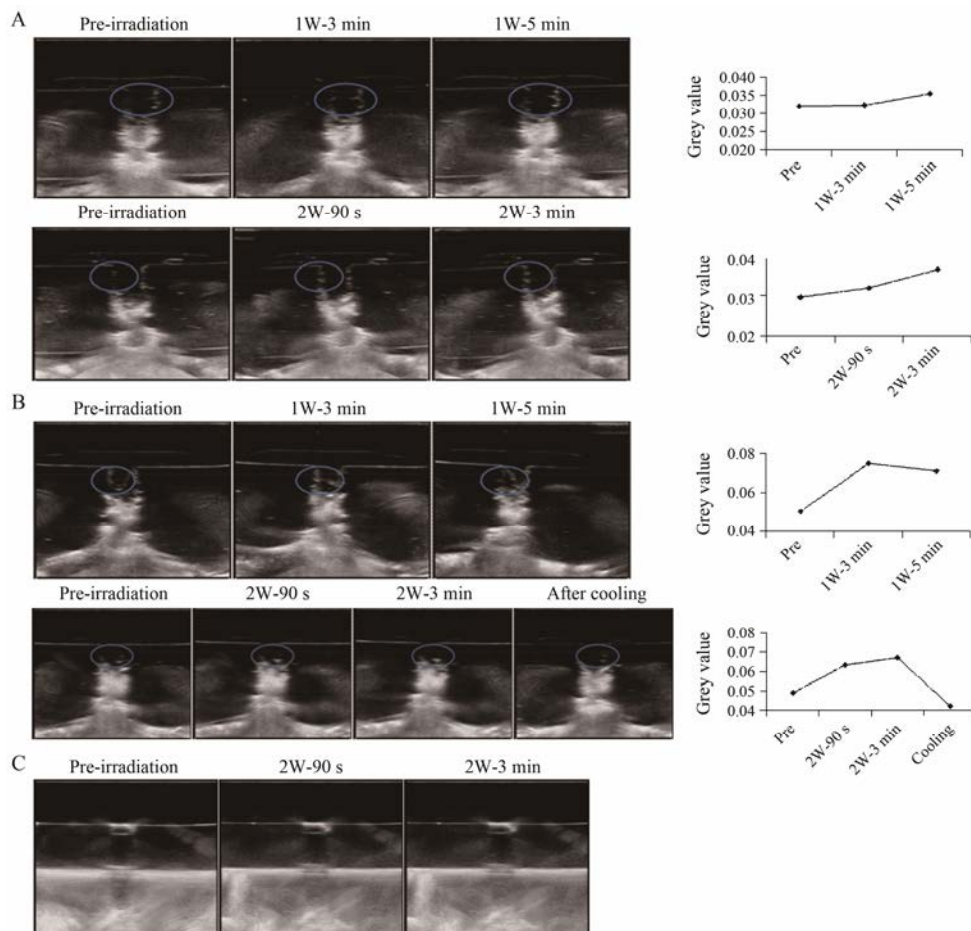 A
Pre-irradiation 1W-3 min 1W-5 min
Grey value
0.040
0.035
0.030
0.025
0.020
Pre 1W-3 min 1W-5 min
Pre-irradiation 2W-90 s 2W-3 min
Grey value
0.04
0.03
0.02
Pre 2W-90 s 2W-3 min
B
Pre-irradiation 1W-3 min 1W-5 min
Grey value
0.08
0.06
0.04
Pre 1W-3 min 1W-5 min
Pre-irradiation 2W-90 s 2W-3 min After cooling
Grey value
0.08
0.07
0.06
0.05
0.04
Pre 2W-90 s 2W-3 min Cooling
C
Pre-irradiation 2W-90 s 2W-3 min